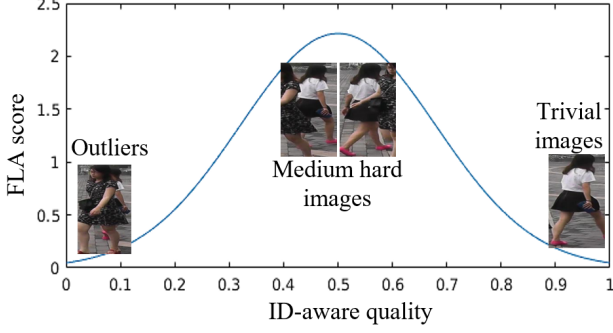 2.5
2
1.5
1
0.5
0
FLA score
Outliers
Medium hard
images
Trivial
images
0 0.1 0.2 0.3 0.4 0.5 0.6 0.7 0.8 0.9 1
ID-aware quality